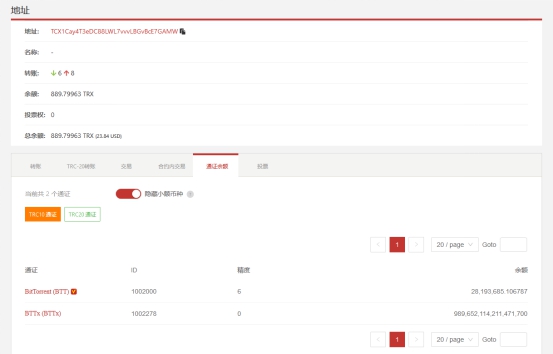 地址
地址: TCX1Cay4T3eDC88LWL7vvvLBGvBcE7GAMW
名称: -
转账: ↓ 6 ↑ 8
余额: 889.79963 TRX
投票权: 0
总余额: 889.79963 TRX (23.84 USD)
转账 TRC-20转账 交易 合约内交易 通证余额 投票
当前共 2 个通证 隐藏小额币种
TRC10 通证 TRC20 通证
< 1 > 20 / page Goto
通证 ID 精度 余额
BitTorrent (BTT) 1002000 6 28,193,685.106787
BTTx (BTTx) 1002278 0 989,652,114,211,471,700
< 1 > 20 / page Goto